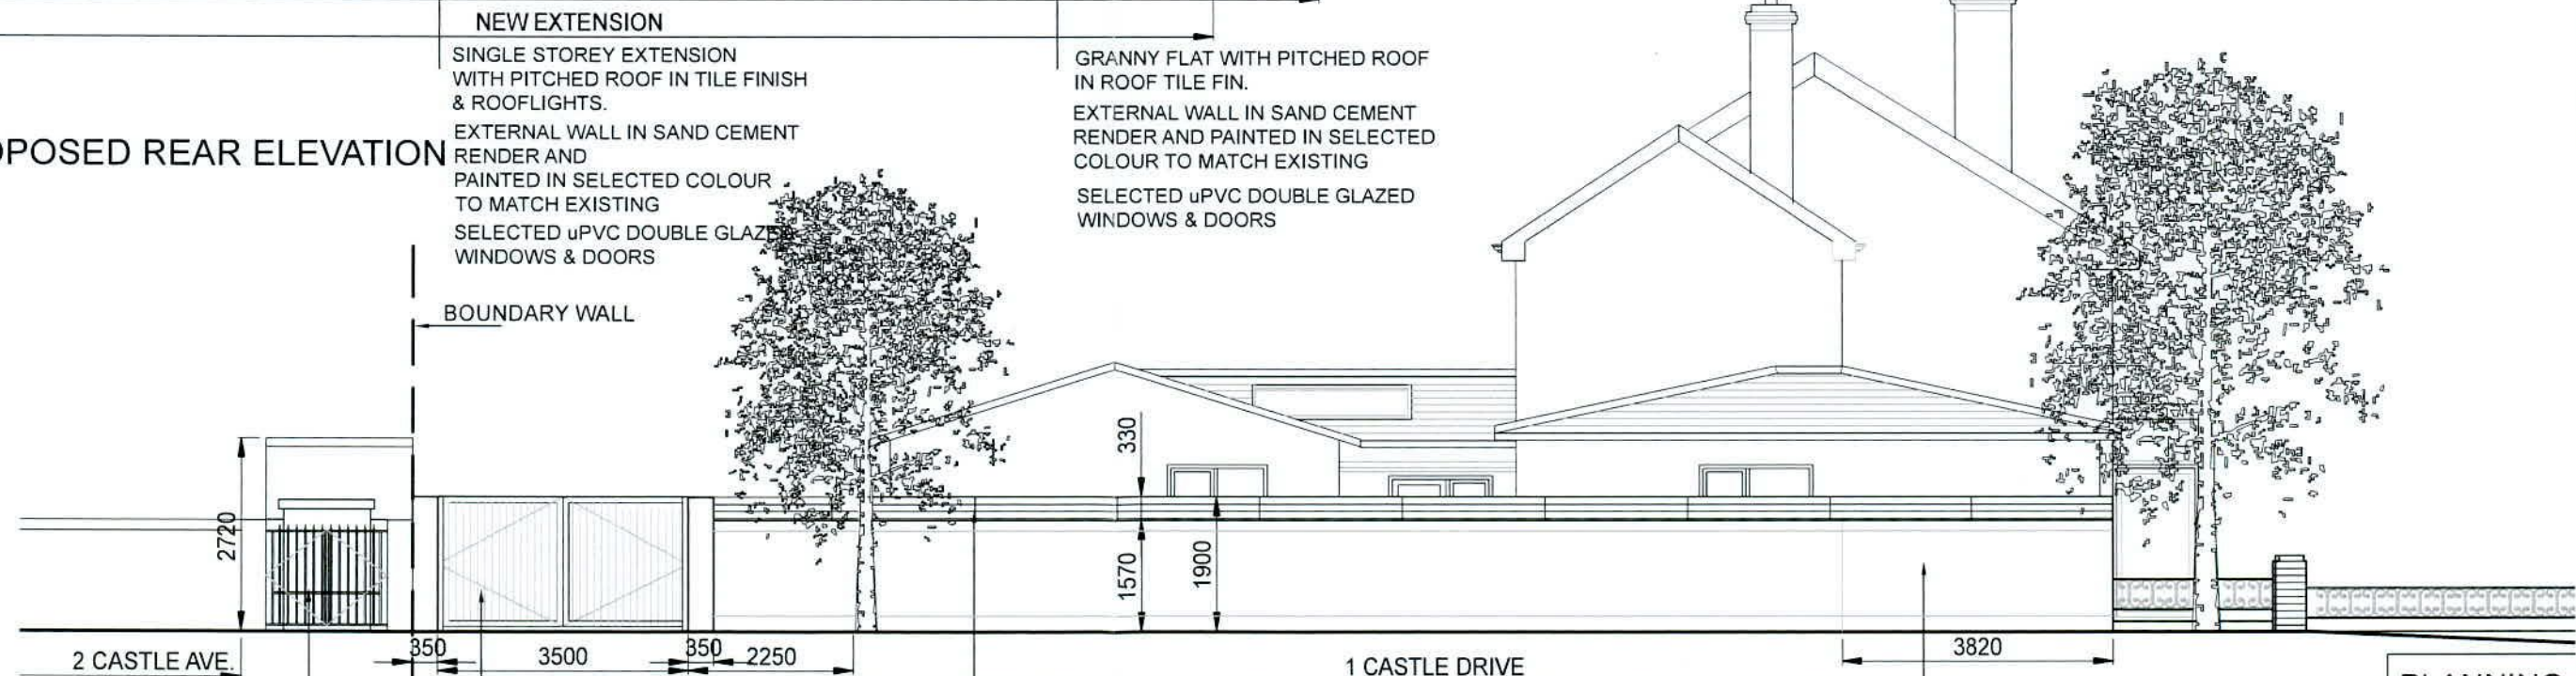 NEW EXTENSION
SINGLE STOREY EXTENSION
WITH PITCHED ROOF IN TILE FINISH
& ROOFLIGHTS.
EXTERNAL WALL IN SAND CEMENT
RENDER AND
PAINTED IN SELECTED COLOUR
TO MATCH EXISTING
SELECTED uPVC DOUBLE GLAZED
WINDOWS & DOORS
GRANNY FLAT WITH PITCHED ROOF
IN ROOF TILE FIN.
EXTERNAL WALL IN SAND CEMENT
RENDER AND PAINTED IN SELECTED
COLOUR TO MATCH EXISTING
SELECTED uPVC DOUBLE GLAZED
WINDOWS & DOORS
OPOSED REAR ELEVATION
BOUNDARY WALL
330
2720
1570
1900
2 CASTLE AVE.
350
3500
350
2250
1 CASTLE DRIVE
3820